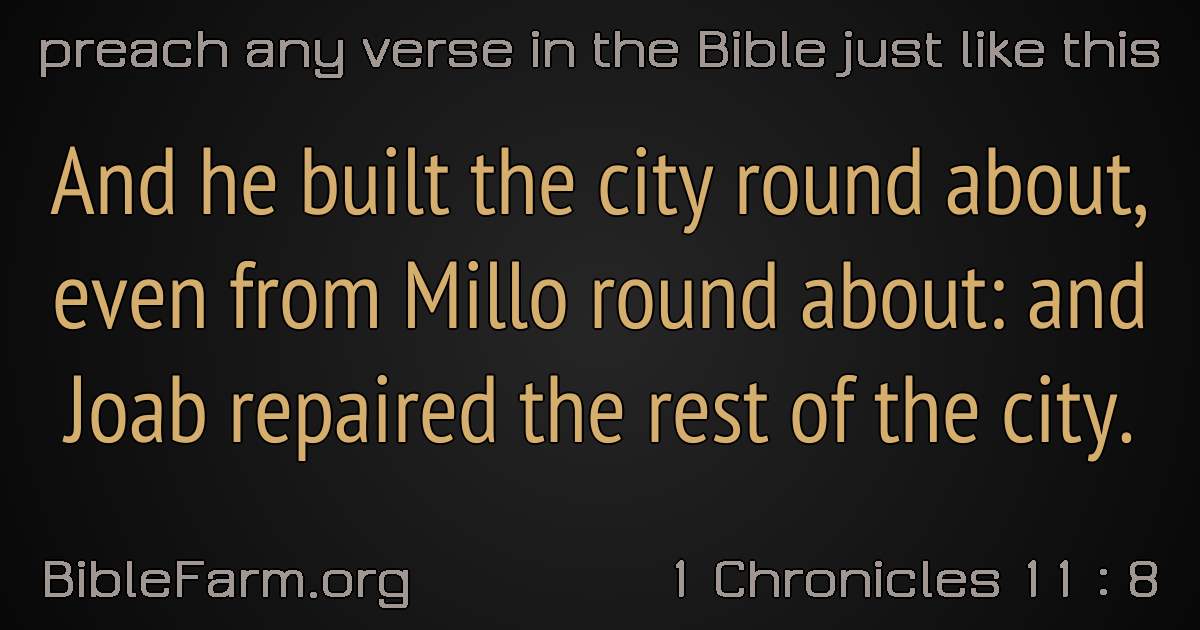 preach any verse in the Bible just like this
And he built the city round about,
even from Millo round about: and
Joab repaired the rest of the city.
BibleFarm.org
1 Chronicles 11 : 8